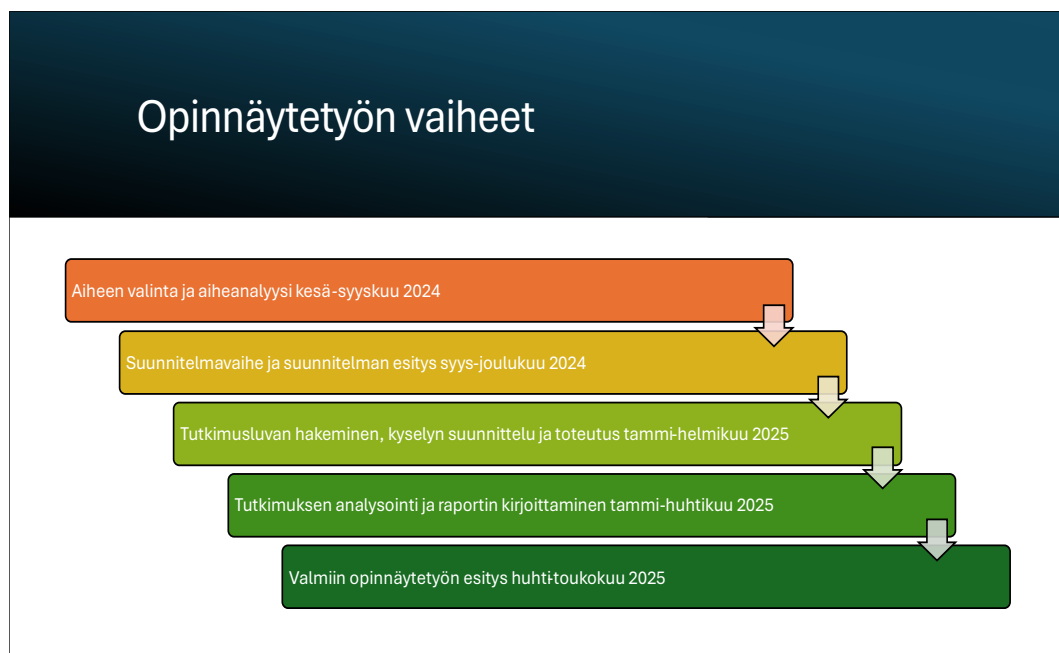 Opinnäytetyön vaiheet
Aiheen valinta ja aiheanalyysi kesä-syyskuu 2024
Suunnitelmavaihe ja suunnitelman esitys syys-joulukuu 2024
Tutkimusluvan hakeminen, kyselyn suunnittelu ja toteutus tammi-helmikuu 2025
Tutkimuksen analysointi ja raportin kirjoittaminen tammi-huhtikuu 2025
Valmiin opinnäytetyön esitys huhti-toukokuu 2025